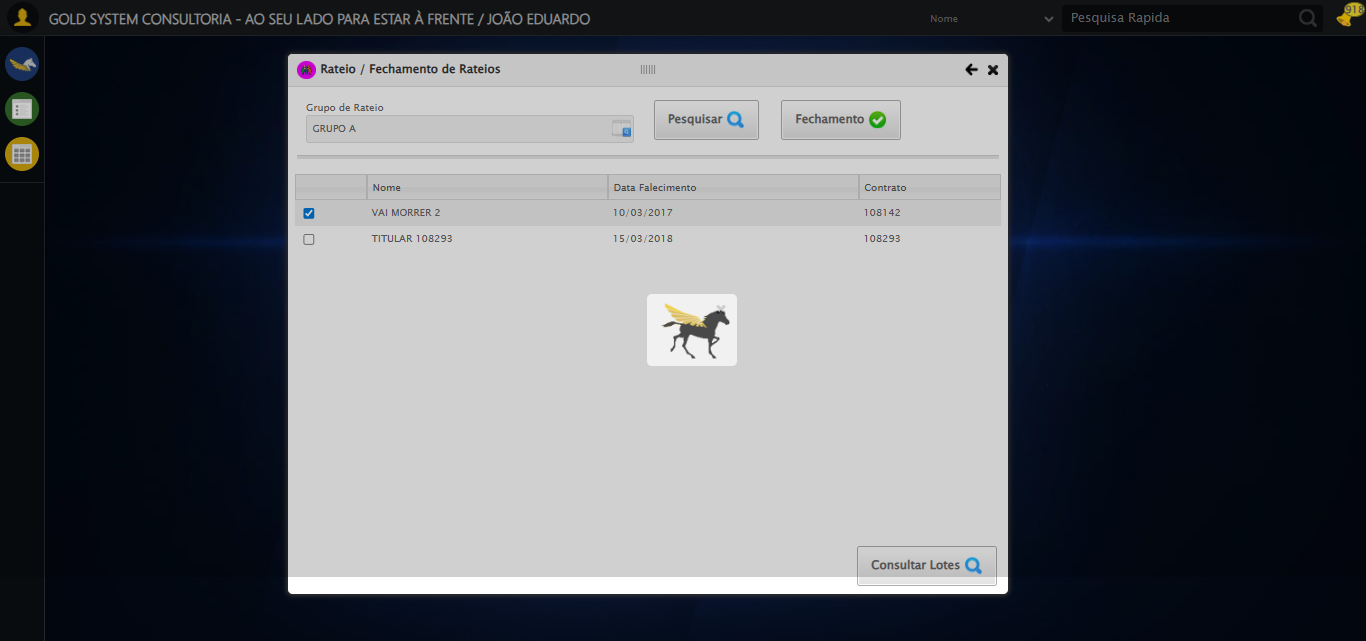 GOLD SYSTEM CONSULTORIA - AO SEU LADO PARA ESTAR À FRENTE / JOÃO EDUARDO
Nome
Pesquisa Rapida
916
Rateio / Fechamento de Rateios
Grupo de Rateio
GRUPO A
Pesquisar
Fechamento
Nome Data Falecimento Contrato
VAI MORRER 2 10/03/2017 108142
TITULAR 108293 15/03/2018 108293
Consultar Lotes